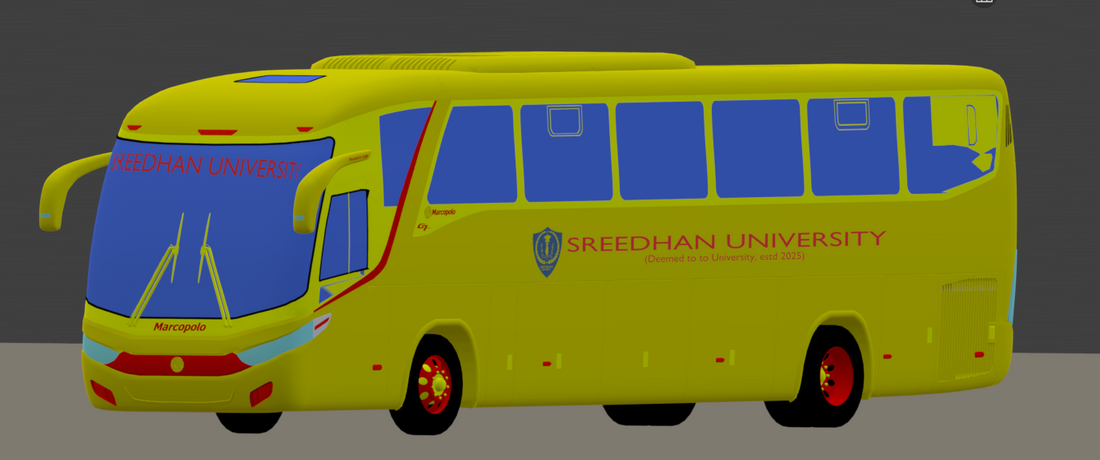 SREEDHAN UNIVERSITY
Marcopolo
Marcopolo
SREEDHAN UNIVERSITY
(Deemed to to University, estd 2025)